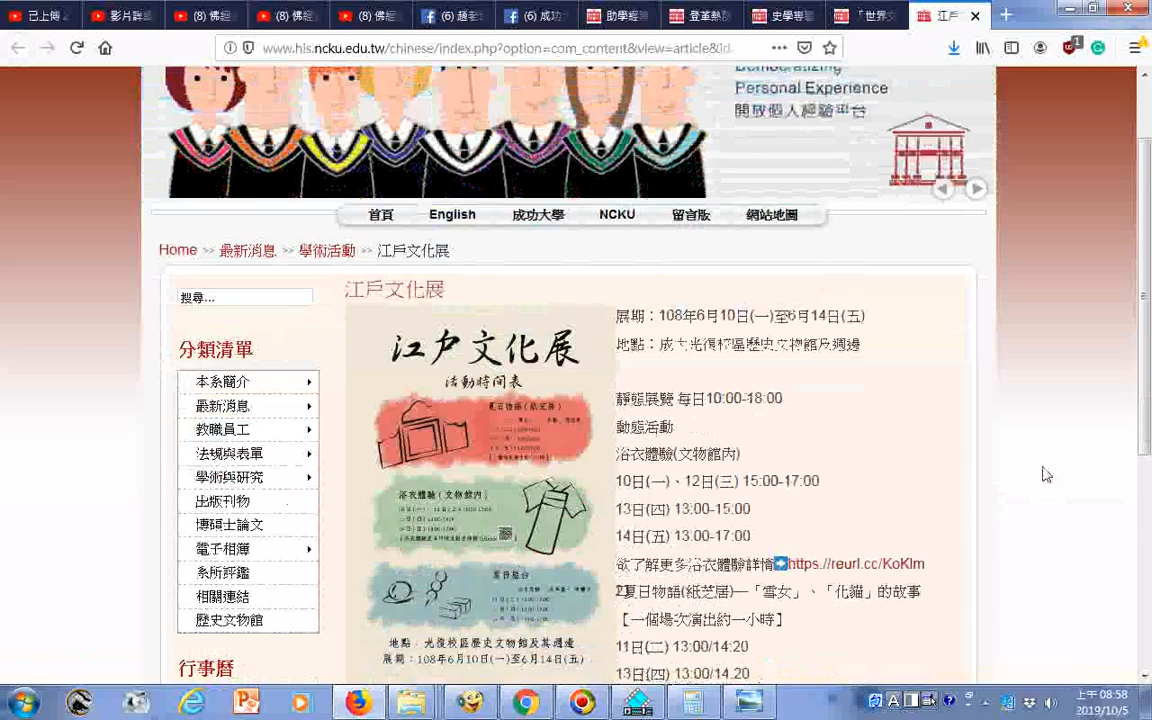 已上傳
影片詳
(8) 佛經
(8) 佛
(8) 佛經
(6) 趙老
(6) 成功
助學經
登革熱防
史學專
「世界文
江戶
www.his.ncku.edu.tw/chinese/index.php?option=com_content&view=article&id
Democratizing
Personal Experience
開放個人經驗平台
首頁
English
成功大學
NCKU
留言版
網站地圖
Home >> 最新消息 >> 學術活動 >> 江戶文化展
搜尋...
分類清單
本系簡介
最新消息
教職員工
法規與表單
學術與研究
出版刊物
博碩士論文
電子相簿
系所評鑑
相關連結
歷史文物館
行事曆
江戶文化展
江戶文化展
活動時間表
夏日物語(紙芝居)
浴衣體驗(文物館內)
地點:光復校區歷史文物館及其週邊
展期:108年6月10日(一)至6月14日(五)
展期:108年6月10日(一)至6月14日(五)
地點:成大光復校區歷史文物館及週邊
靜態展覽 每日10:00-18:00
動態活動
浴衣體驗(文物館內)
10日(一)、12日(三) 15:00-17:00
13日(四) 13:00-15:00
14日(五) 13:00-17:00
欲了解更多浴衣體驗詳情➡https://reurl.cc/KoKlm
夏日物語(紙芝居)—「雪女」、「化貓」的故事
【一個場次演出約一小時】
11日(二) 13:00/14:20
13日(四) 13:00/14.20
上午 08:58
2019/10/5